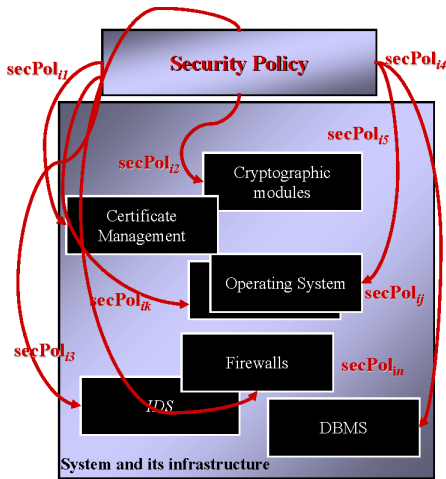 Security Policy
secPol_i1
secPol_i4
secPol_i5
secPol_i2
Cryptographic
modules
Certificate
Management
Operating System
secPol_ik
secPol_ij
secPol_i3
Firewalls
secPol_in
IDS
DBMS
System and its infrastructure